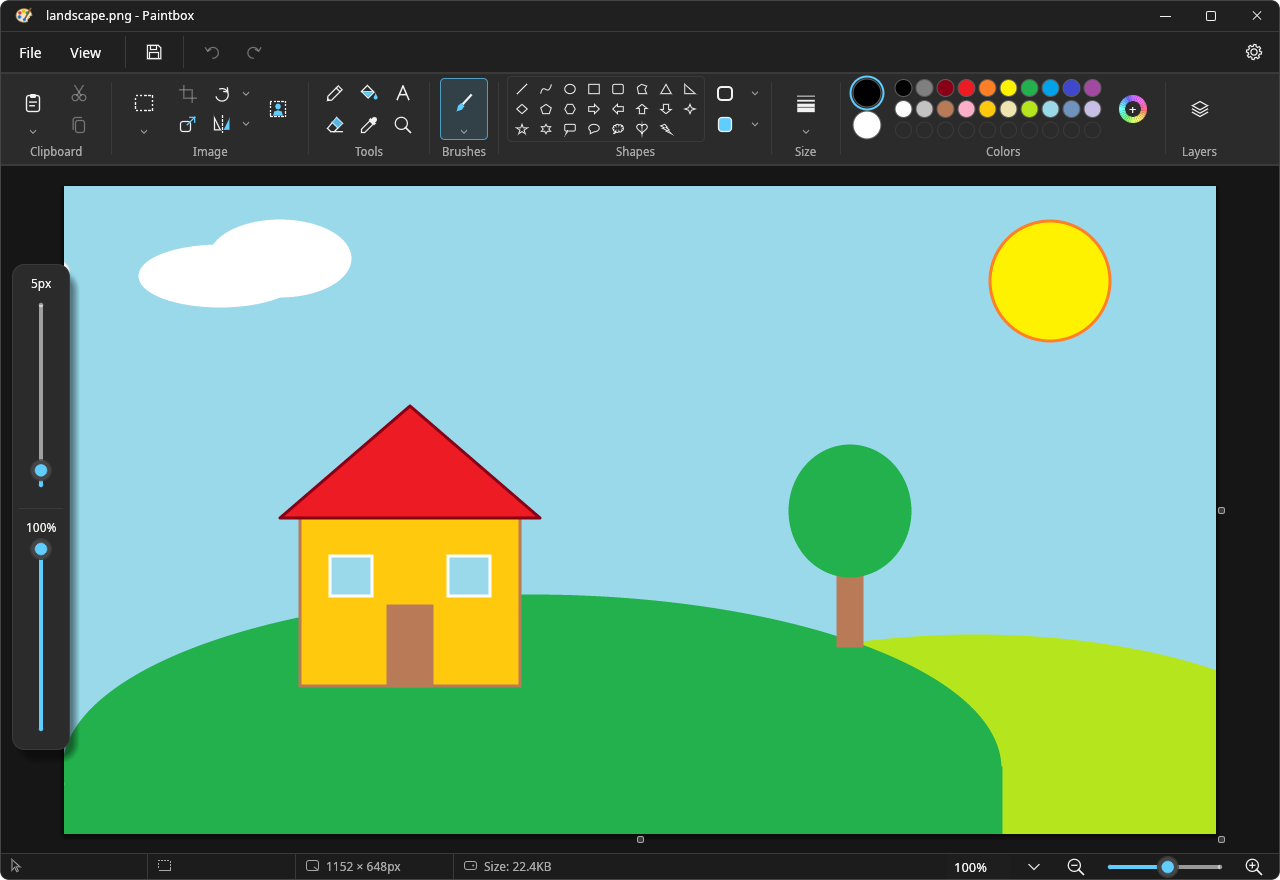 landscape.png - Paintbox
File View
Clipboard Image Tools Brushes Shapes Size Colors Layers
5px
100%
1152 × 648px Size: 22.4KB 100%